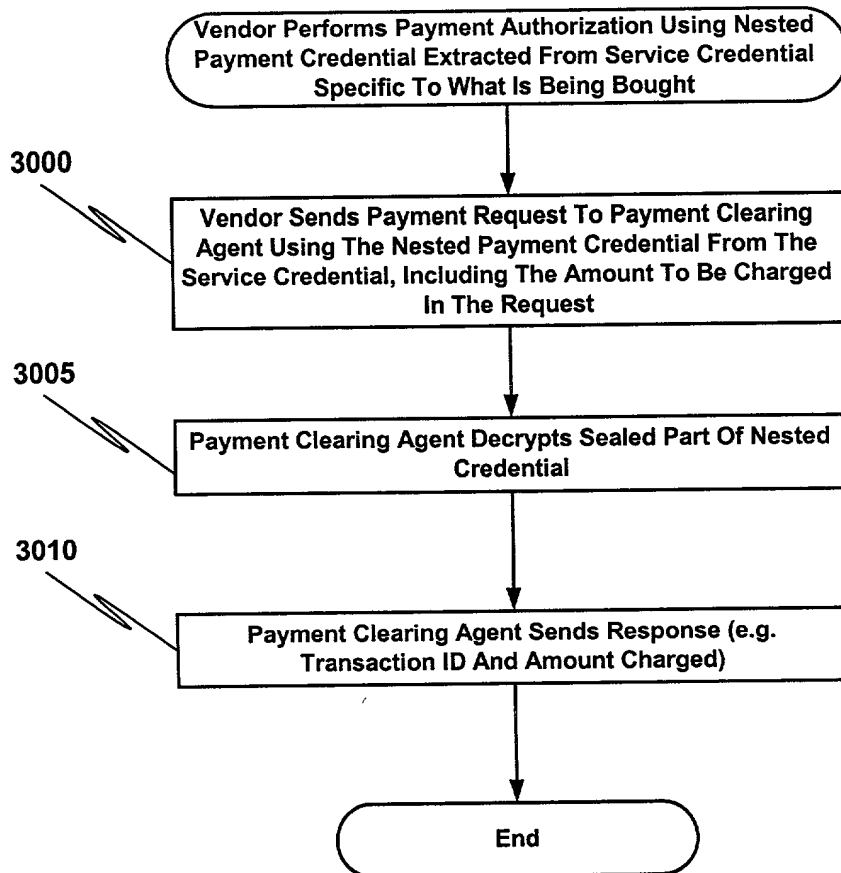 Vendor Performs Payment Authorization Using Nested
Payment Credential Extracted From Service Credential
Specific To What Is Being Bought
3000
Vendor Sends Payment Request To Payment Clearing
Agent Using The Nested Payment Credential From The
Service Credential, Including The Amount To Be Charged
In The Request
3005
Payment Clearing Agent Decrypts Sealed Part Of Nested
Credential
3010
Payment Clearing Agent Sends Response (e.g.
Transaction ID And Amount Charged)
End